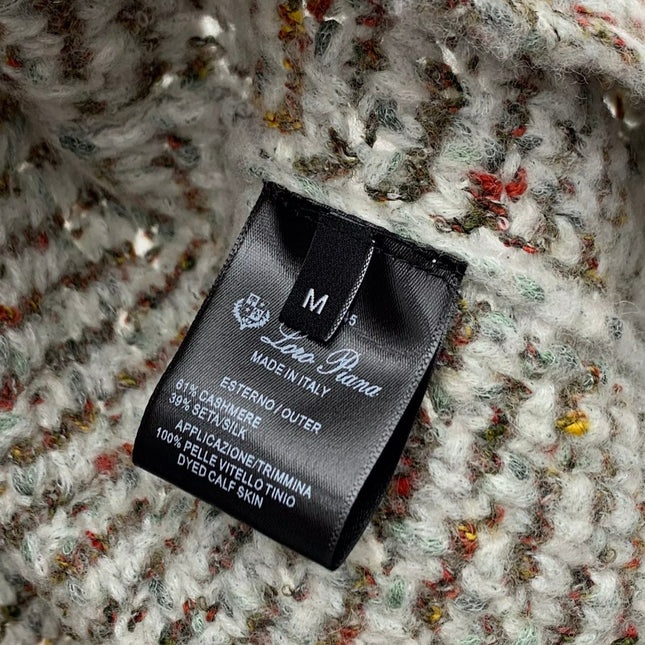 M
5
Loro Piana
MADE IN ITALY
ESTERNO/OUTER
61% CASHMERE
39% SETA/SILK
APPLICAZIONE/TRIMMINA
100% PELLE VITELLO TINIO
DYED CALF SKIN